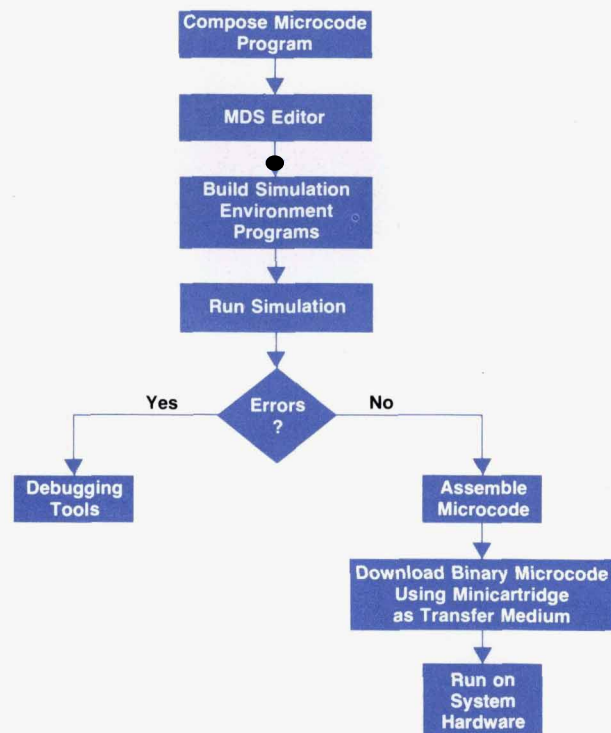 Compose Microcode
Program
MDS Editor
Build Simulation
Environment
Programs
Run Simulation
Errors
?
Yes
No
Debugging
Tools
Assemble
Microcode
Download Binary Microcode
Using Minicartridge
as Transfer Medium
Run on
System
Hardware